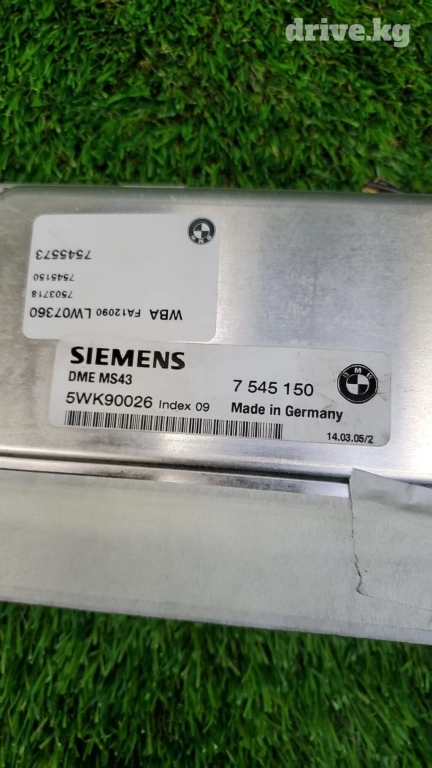 drive.kg
7545573
7545150
7503718
WBA FA12090 LW07360
SIEMENS
DME MS43
7 545 150
5WK90026 Index 09 Made in Germany
14.03.05/2
BMW